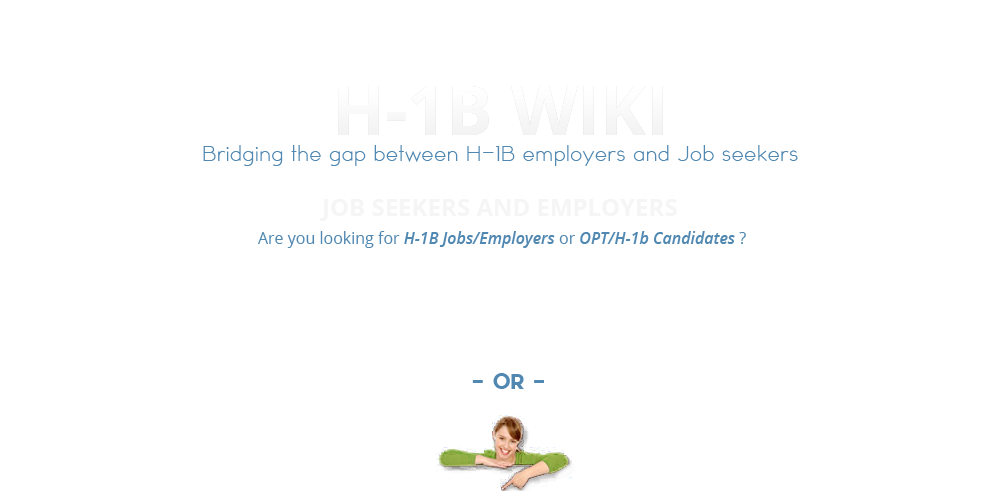 H-1B WIKI
Bridging the gap between H-1B employers and Job seekers
JOB SEEKERS AND EMPLOYERS
Are you looking for H-1B Jobs/Employers or OPT/H-1b Candidates ?
- OR -